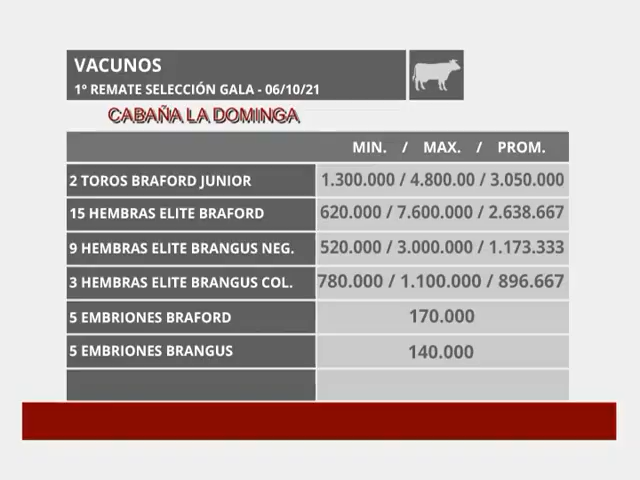 VACUNOS
1º REMATE SELECCIÓN GALA - 06/10/21
CABAÑA LA DOMINGA
MIN. / MAX. / PROM.
2 TOROS BRAFORD JUNIOR 1.300.000 / 4.800.00 / 3.050.000
15 HEMBRAS ELITE BRAFORD 620.000 / 7.600.000 / 2.638.667
9 HEMBRAS ELITE BRANGUS NEG. 520.000 / 3.000.000 / 1.173.333
3 HEMBRAS ELITE BRANGUS COL. 780.000 / 1.100.000 / 896.667
5 EMBRIONES BRAFORD 170.000
5 EMBRIONES BRANGUS 140.000